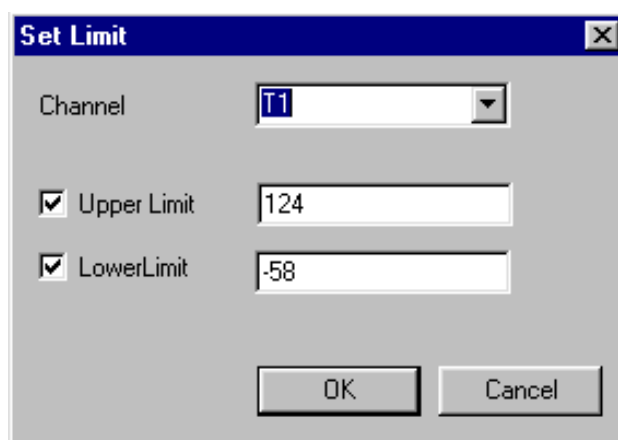 Set Limit
Channel T1
Upper Limit 124
LowerLimit -58
OK Cancel